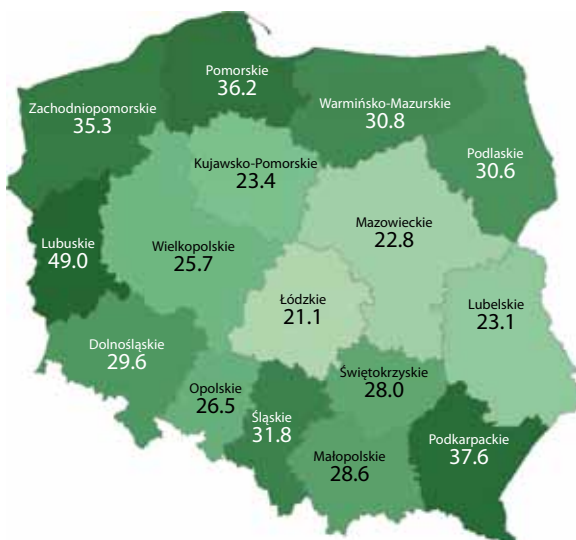 Pomorskie
36.2
Zachodniopomorskie
35.3
Warmińsko-Mazurskie
30.8
Podlaskie
30.6
Kujawsko-Pomorskie
23.4
Mazowieckie
22.8
Lubuskie
49.0
Wielkopolskie
25.7
Łódzkie
21.1
Lubelskie
23.1
Dolnośląskie
29.6
Opolskie
26.5
Śląskie
31.8
Świętokrzyskie
28.0
Małopolskie
28.6
Podkarpackie
37.6